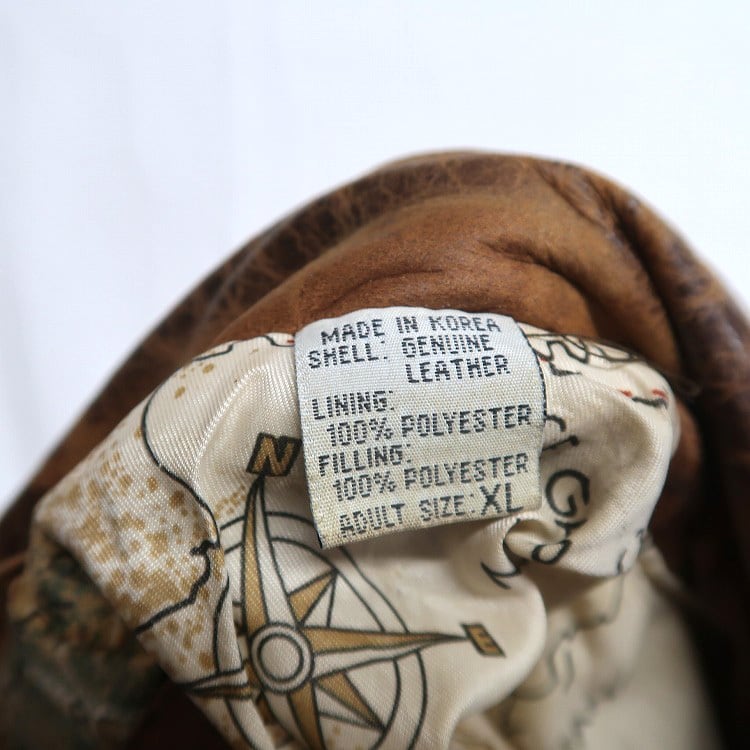 MADE IN KOREA
SHELL: GENUINE
LEATHER
LINING:
100% POLYESTER
FILLING:
100% POLYESTER
ADULT SIZE: XL
N
E